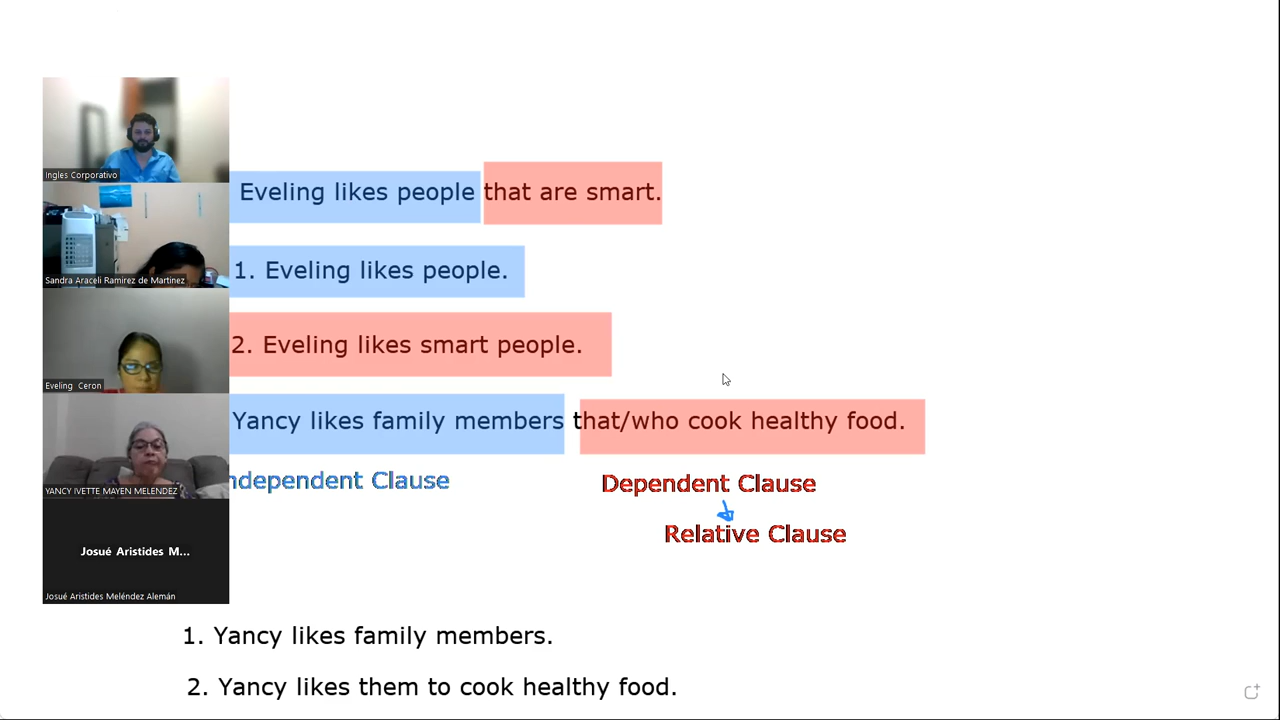 Ingles Corporativo
Eveling likes people that are smart.
Sandra Araceli Ramirez de Martinez
1. Eveling likes people.
2. Eveling likes smart people.
Eveling Ceron
Yancy likes family members that/who cook healthy food.
YANCY IVETTE MAYEN MELENDEZ
ndependent Clause
Dependent Clause
Relative Clause
Josué Aristides M...
Josué Aristides Meléndez Alemán
1. Yancy likes family members.
2. Yancy likes them to cook healthy food.